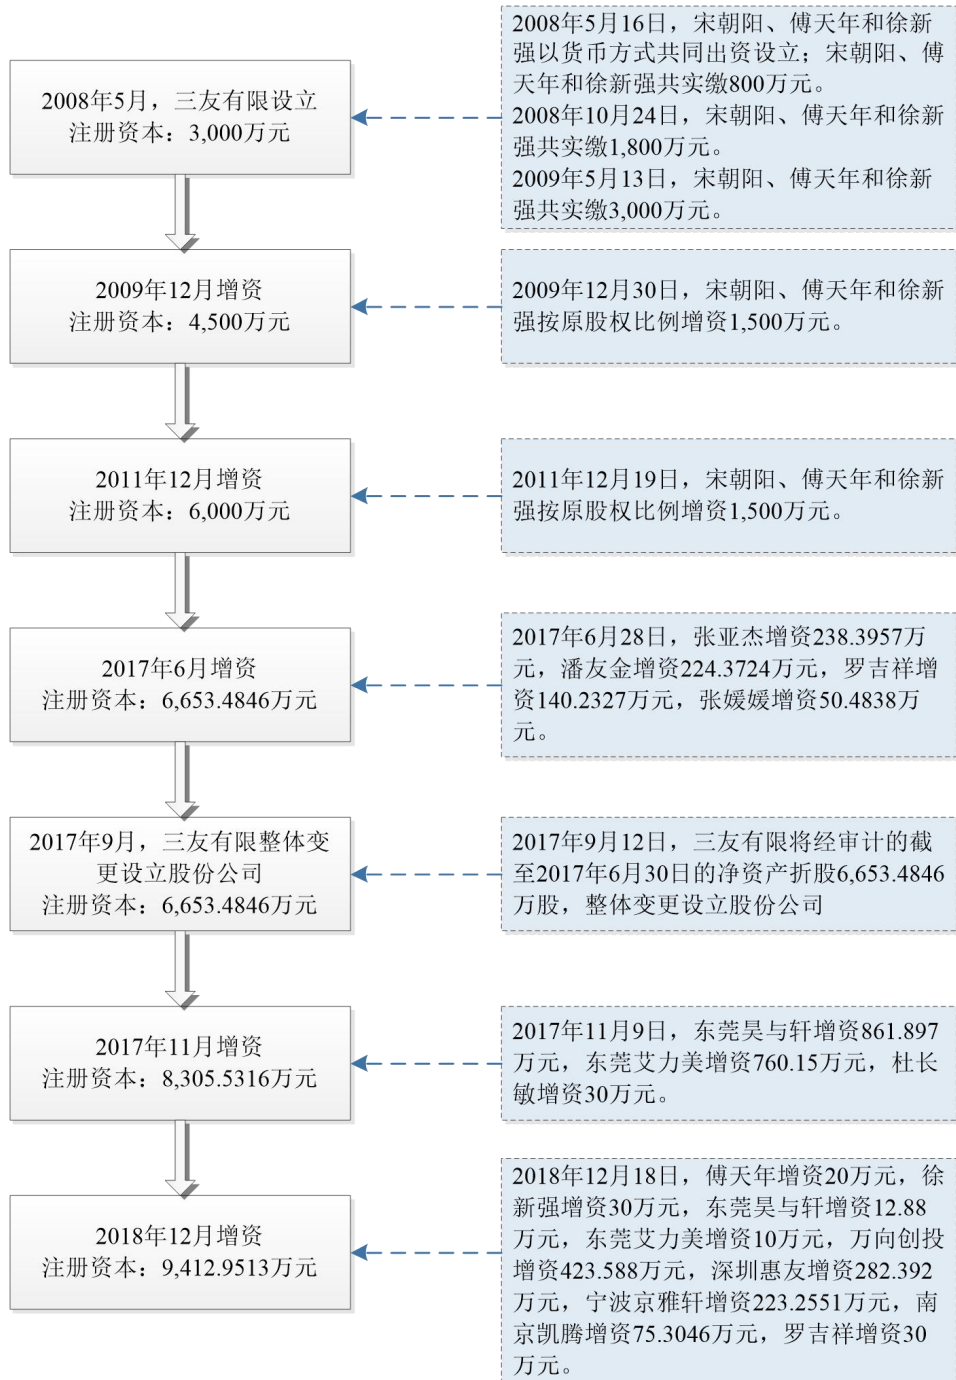 2008年5月，三友有限设立
注册资本：3,000万元
2008年5月16日，宋朝阳、傅天年和徐新
强以货币方式共同出资设立；宋朝阳、傅
天年和徐新强共实缴800万元。
2008年10月24日，宋朝阳、傅天年和徐新
强共实缴1,800万元。
2009年5月13日，宋朝阳、傅天年和徐新
强共实缴3,000万元。
2009年12月增资
注册资本：4,500万元
2009年12月30日，宋朝阳、傅天年和徐新
强按原股权比例增资1,500万元。
2011年12月增资
注册资本：6,000万元
2011年12月19日，宋朝阳、傅天年和徐新
强按原股权比例增资1,500万元。
2017年6月增资
注册资本：6,653.4846万元
2017年6月28日，张亚杰增资238.3957万
元，潘友金增资224.3724万元，罗吉祥增
资140.2327万元，张媛媛增资50.4838万
元。
2017年9月，三友有限整体变
更设立股份公司
注册资本：6,653.4846万元
2017年9月12日，三友有限将经审计的截
至2017年6月30日的净资产折股6,653.4846
万股，整体变更设立股份公司
2017年11月增资
注册资本：8,305.5316万元
2017年11月9日，东莞昊与轩增资861.897
万元，东莞艾力美增资760.15万元，杜长
敏增资30万元。
2018年12月增资
注册资本：9,412.9513万元
2018年12月18日，傅天年增资20万元，徐
新强增资30万元，东莞昊与轩增资12.88
万元，东莞艾力美增资10万元，万向创投
增资423.588万元，深圳惠友增资282.392
万元，宁波京雅轩增资223.2551万元，南
京凯腾增资75.3046万元，罗吉祥增资30
万元。